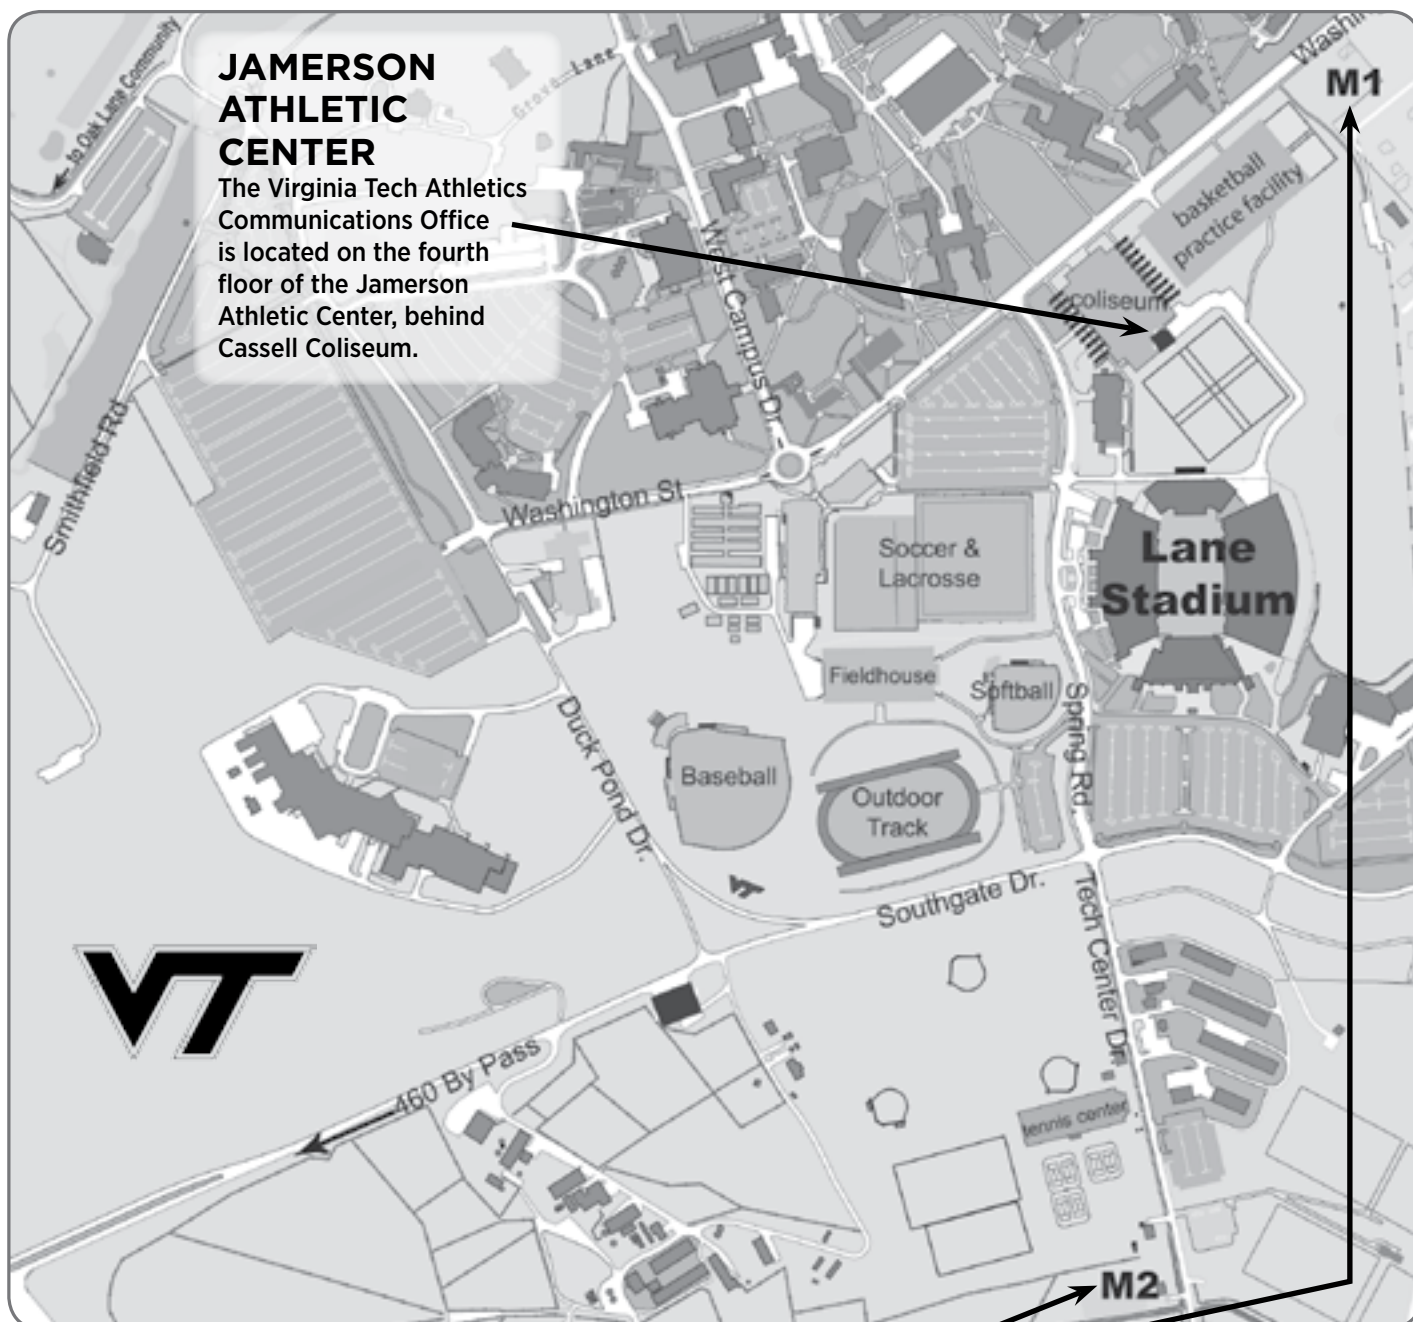 JAMERSON
ATHLETIC
CENTER
The Virginia Tech Athletics
Communications Office
is located on the fourth
floor of the Jamerson
Athletic Center, behind
Cassell Coliseum.
to Oak Lane Community
Grove Lane
Washin
M1
basketball
practice facility
coliseum
West Campus Dr.
Smithfield Rd
Washington St
Soccer &
Lacrosse
Lane
Stadium
Fieldhouse
Softball
Spring Rd.
Duck Pond Dr.
Baseball
Outdoor
Track
VT
Southgate Dr.
Tech Center Dr.
VT
460 By Pass
tennis center
M2